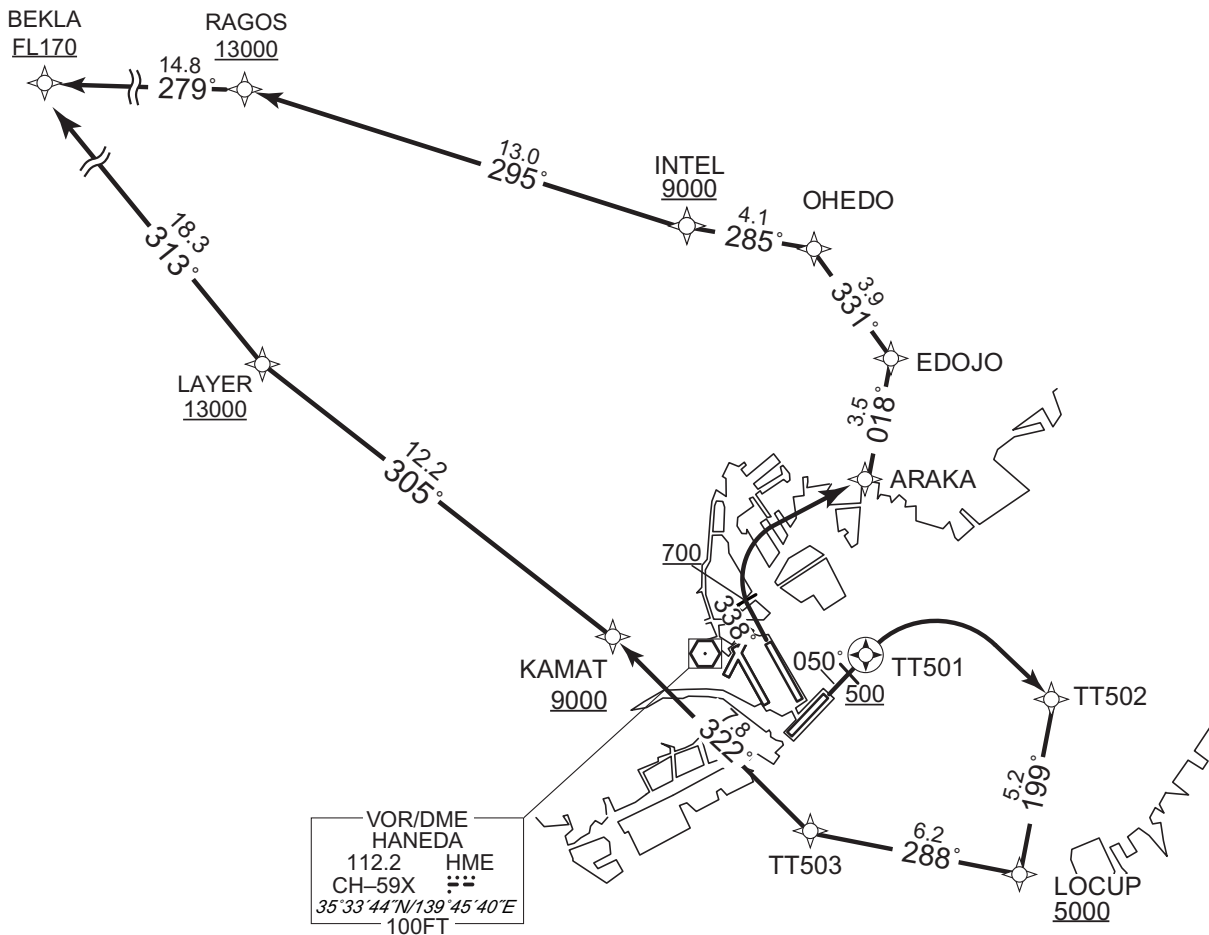 BEKLA
FL170
RAGOS
13000
14.8
279°
13.0
295°
INTEL
9000
4.1
285°
OHEDO
3.9
331°
EDOJO
3.5
018°
ARAKA
18.3
313°
LAYER
13000
12.2
305°
700
338°
KAMAT
9000
050°
500
TT501
TT502
7.8
322°
5.2
199°
TT503
6.2
288°
LOCUP
5000
VOR/DME
HANEDA
112.2 HME
CH–59X
35°33´44˝N/139°45´40˝E
100FT